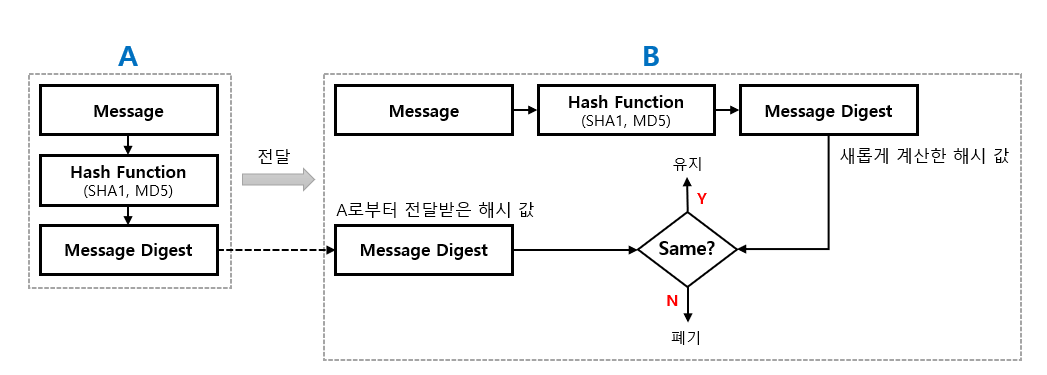 A
Message
Hash Function
(SHA1, MD5)
Message Digest
전달
B
Message
Hash Function
(SHA1, MD5)
Message Digest
새롭게 계산한 해시 값
유지
Y
A로부터 전달받은 해시 값
Message Digest
Same?
N
폐기